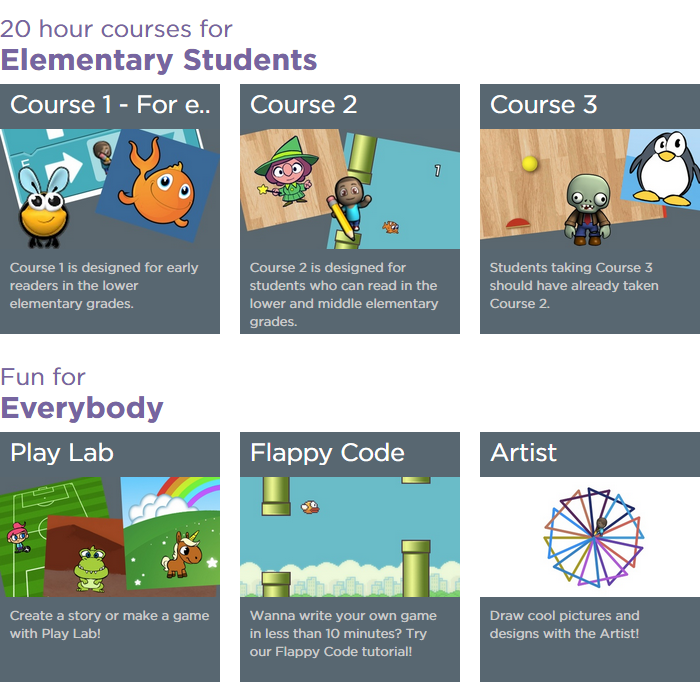 20 hour courses for
Elementary Students
Course 1 - For e..
Course 1 is designed for early
readers in the lower
elementary grades.
Course 2
1
Course 2 is designed for
students who can read in the
lower and middle elementary
grades.
Course 3
Students taking Course 3
should have already taken
Course 2.
Fun for
Everybody
Play Lab
Create a story or make a game
with Play Lab!
Flappy Code
Wanna write your own game
in less than 10 minutes? Try
our Flappy Code tutorial!
Artist
Draw cool pictures and
designs with the Artist!